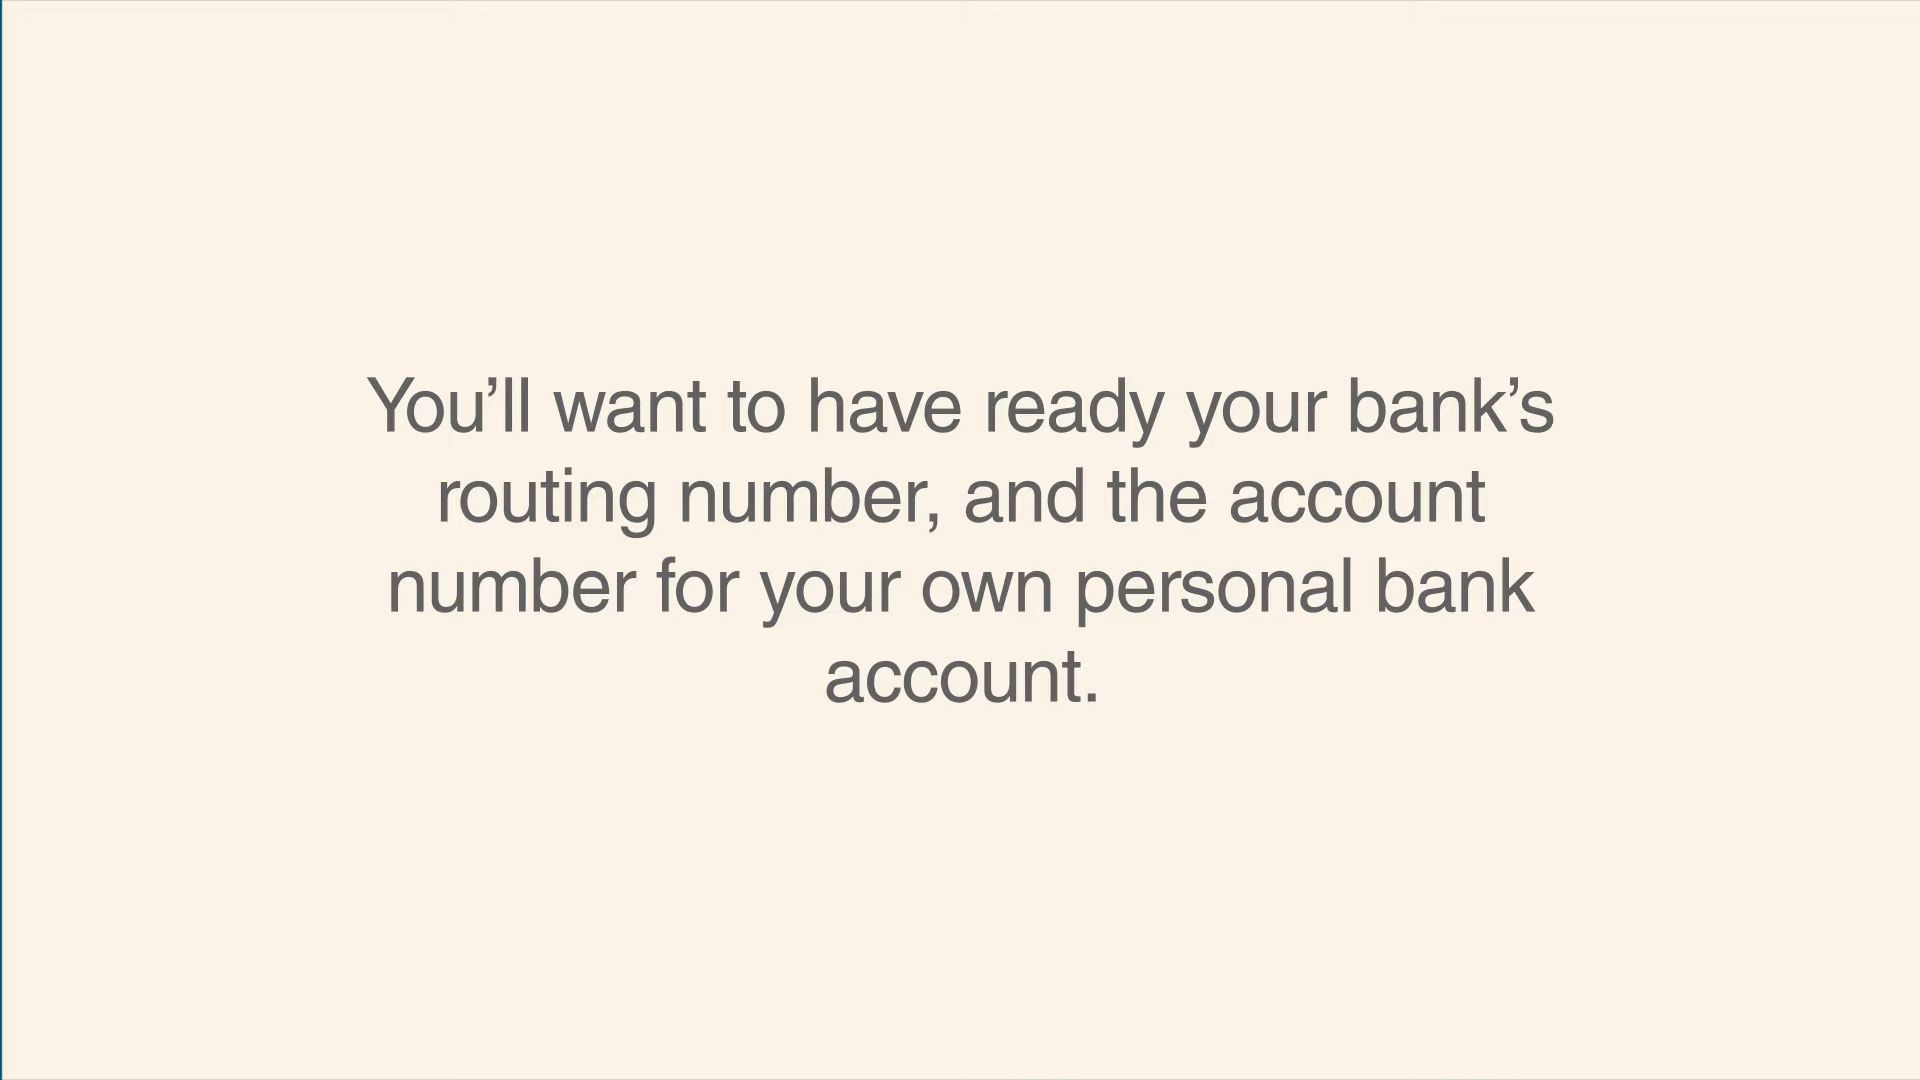 You’ll want to have ready your bank’s
routing number, and the account
number for your own personal bank
account.